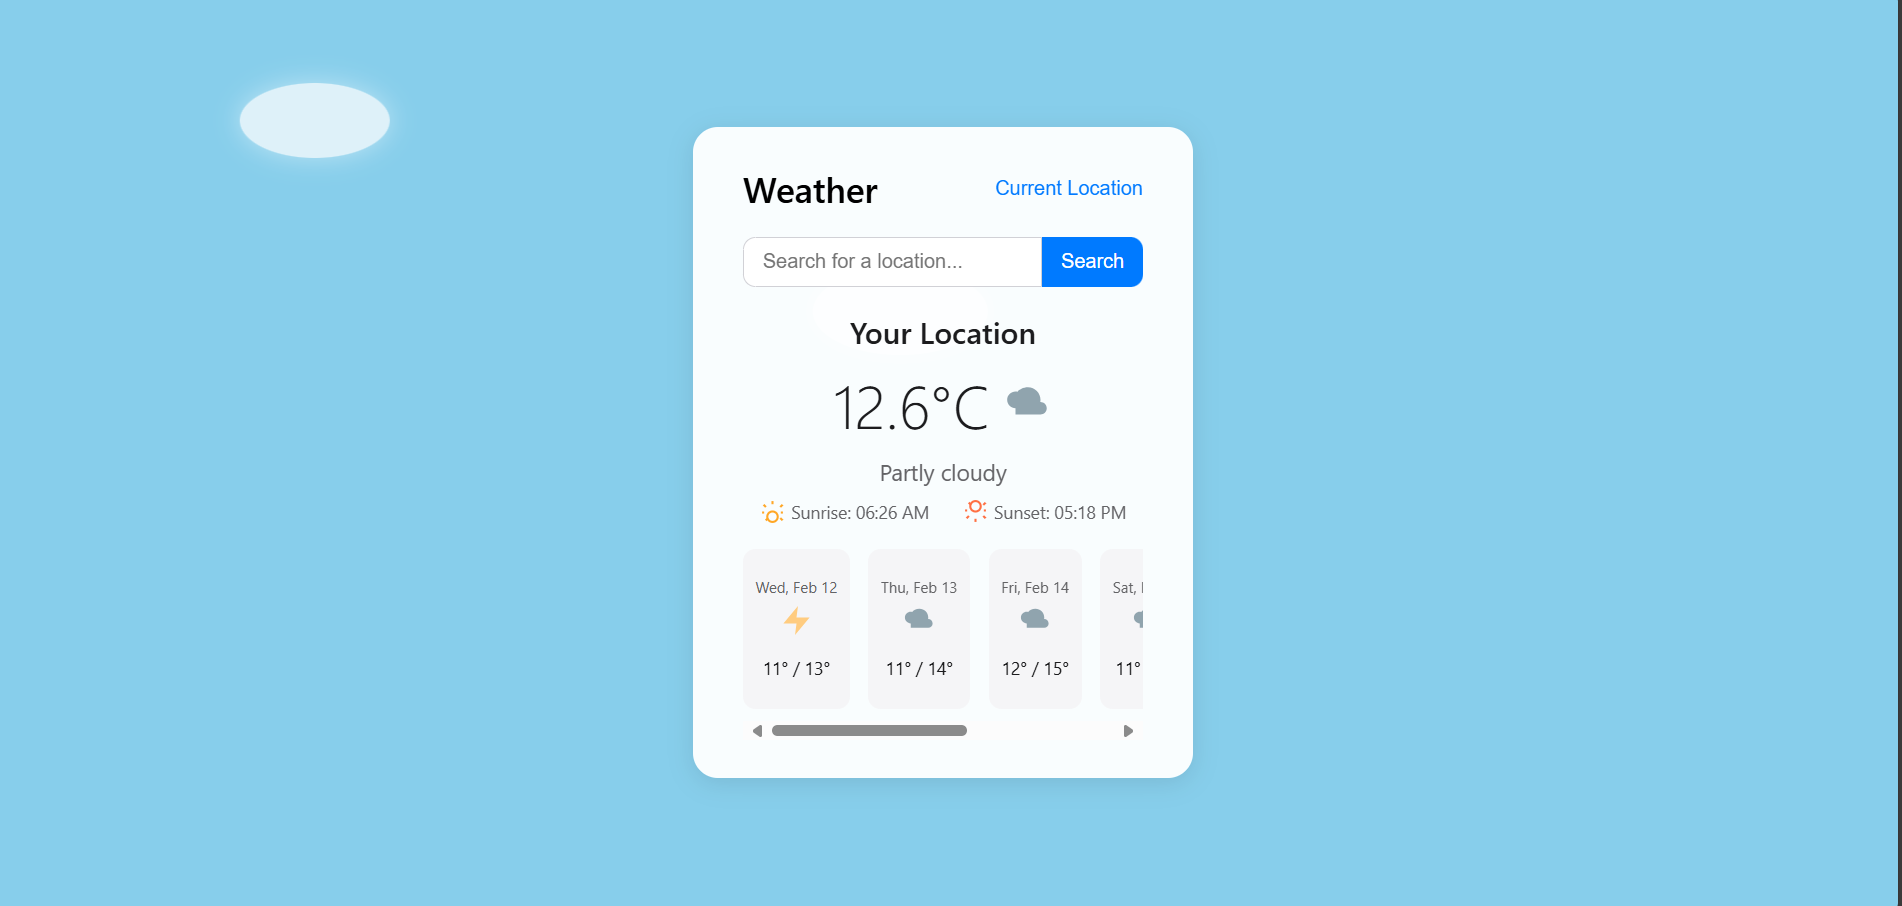 Weather
Current Location
Search for a location...
Search
Your Location
12.6°C
Partly cloudy
Sunrise: 06:26 AM
Sunset: 05:18 PM
Wed, Feb 12
Thu, Feb 13
Fri, Feb 14
Sat,
11° / 13°
11° / 14°
12° / 15°
11°